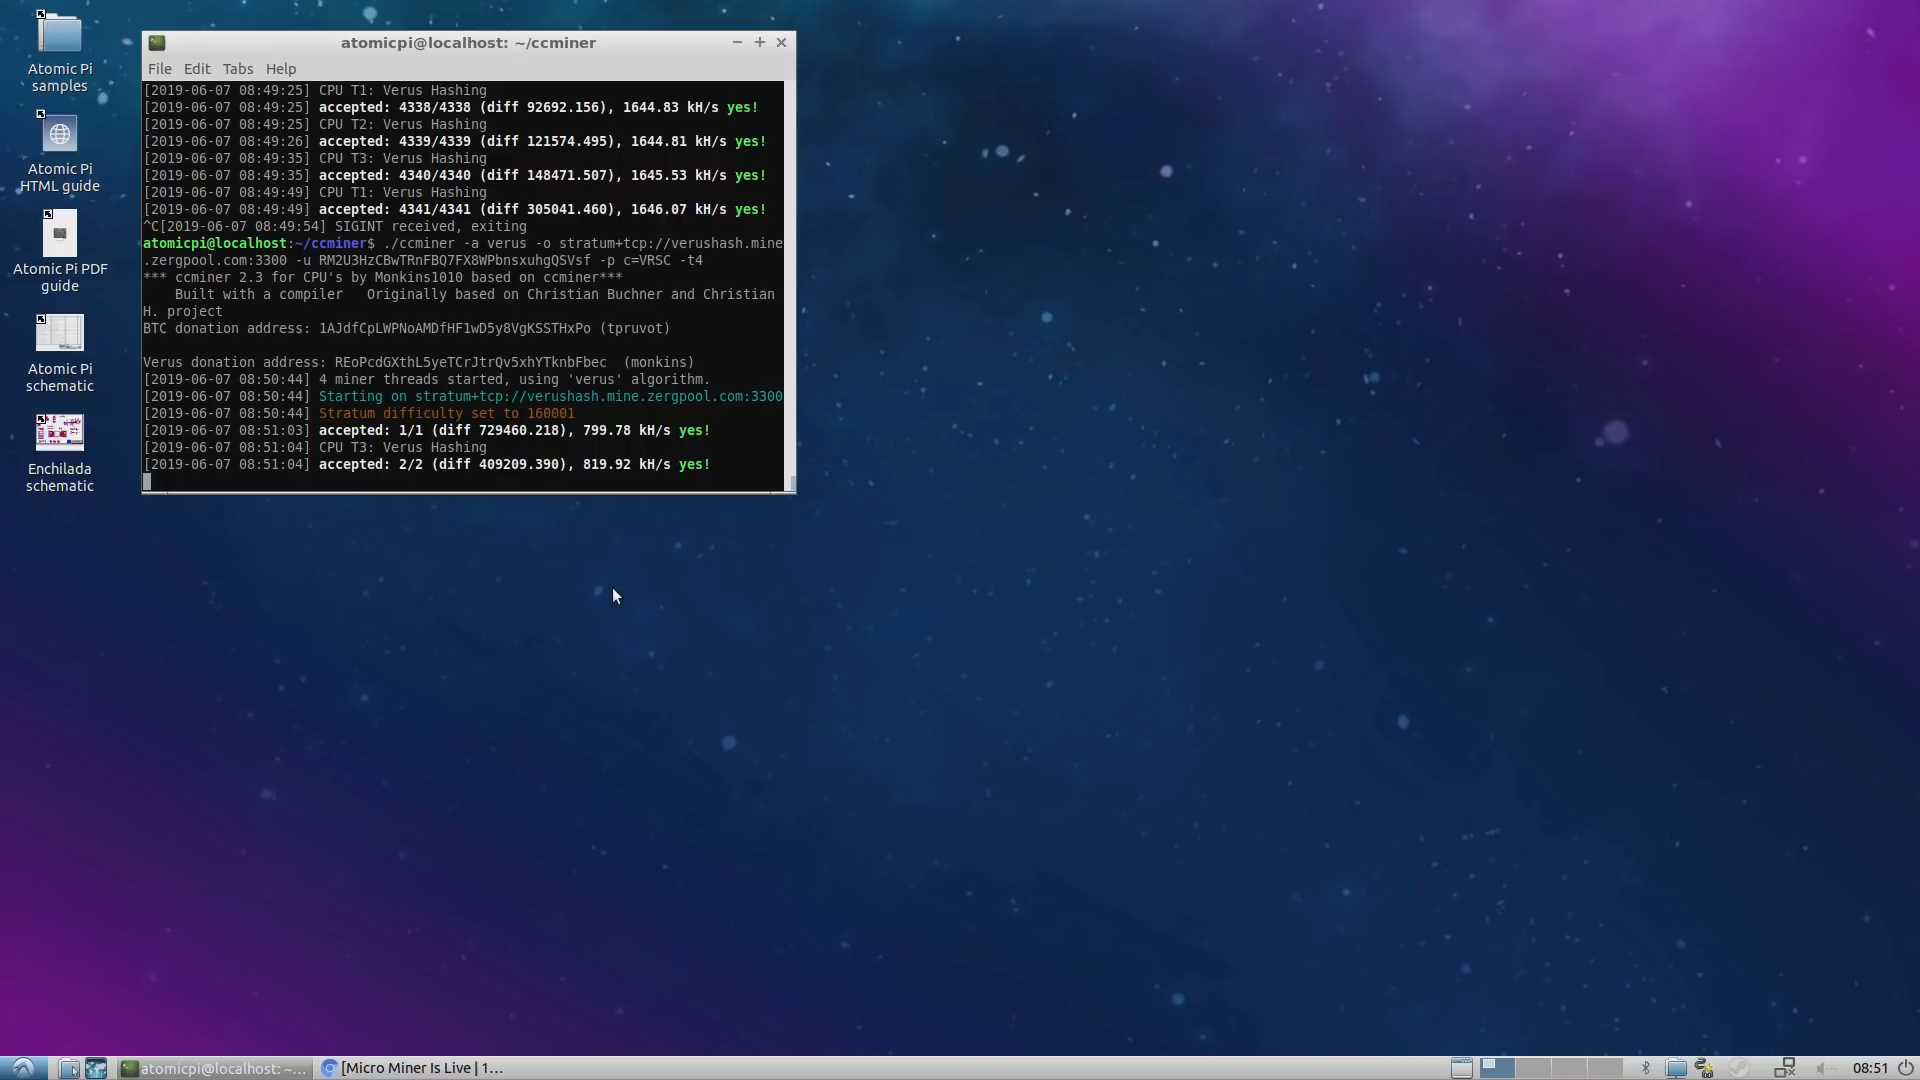 Atomic Pi
samples
Atomic Pi
HTML guide
Atomic Pi PDF
guide
Atomic Pi
schematic
Enchilada
schematic
atomicpi@localhost: ~/ccminer
File Edit Tabs Help
[2019-06-07 08:49:25] CPU T1: Verus Hashing
[2019-06-07 08:49:25] accepted: 4338/4338 (diff 92692.156), 1644.83 kH/s yes!
[2019-06-07 08:49:25] CPU T2: Verus Hashing
[2019-06-07 08:49:26] accepted: 4339/4339 (diff 121574.495), 1644.81 kH/s yes!
[2019-06-07 08:49:35] CPU T3: Verus Hashing
[2019-06-07 08:49:35] accepted: 4340/4340 (diff 148471.507), 1645.53 kH/s yes!
[2019-06-07 08:49:49] CPU T1: Verus Hashing
[2019-06-07 08:49:49] accepted: 4341/4341 (diff 305041.460), 1646.07 kH/s yes!
^C[2019-06-07 08:49:54] SIGINT received, exiting
atomicpi@localhost:~/ccminer$ ./ccminer -a verus -o stratum+tcp://verushash.mine
.zergpool.com:3300 -u RM2U3HzCBwTRnFBQ7FX8WPbnsxuhgQSVsf -p c=VRSC -t4
*** ccminer 2.3 for CPU's by Monkins1010 based on ccminer***
Built with a compiler   Originally based on Christian Buchner and Christian
H. project
BTC donation address: 1AJdfCpLWPNoAMDfHF1wD5y8VgKSSTHxPo (tpruvot)
Verus donation address: REoPcdGXthL5yeTCrJtrQv5xhYTknbFbec  (monkins)
[2019-06-07 08:50:44] 4 miner threads started, using 'verus' algorithm.
[2019-06-07 08:50:44] Starting on stratum+tcp://verushash.mine.zergpool.com:3300
[2019-06-07 08:50:44] Stratum difficulty set to 160001
[2019-06-07 08:51:03] accepted: 1/1 (diff 729460.218), 799.78 kH/s yes!
[2019-06-07 08:51:04] CPU T3: Verus Hashing
[2019-06-07 08:51:04] accepted: 2/2 (diff 409209.390), 819.92 kH/s yes!
atomicpi@localhost: ~...
[Micro Miner Is Live | 1...
08:51